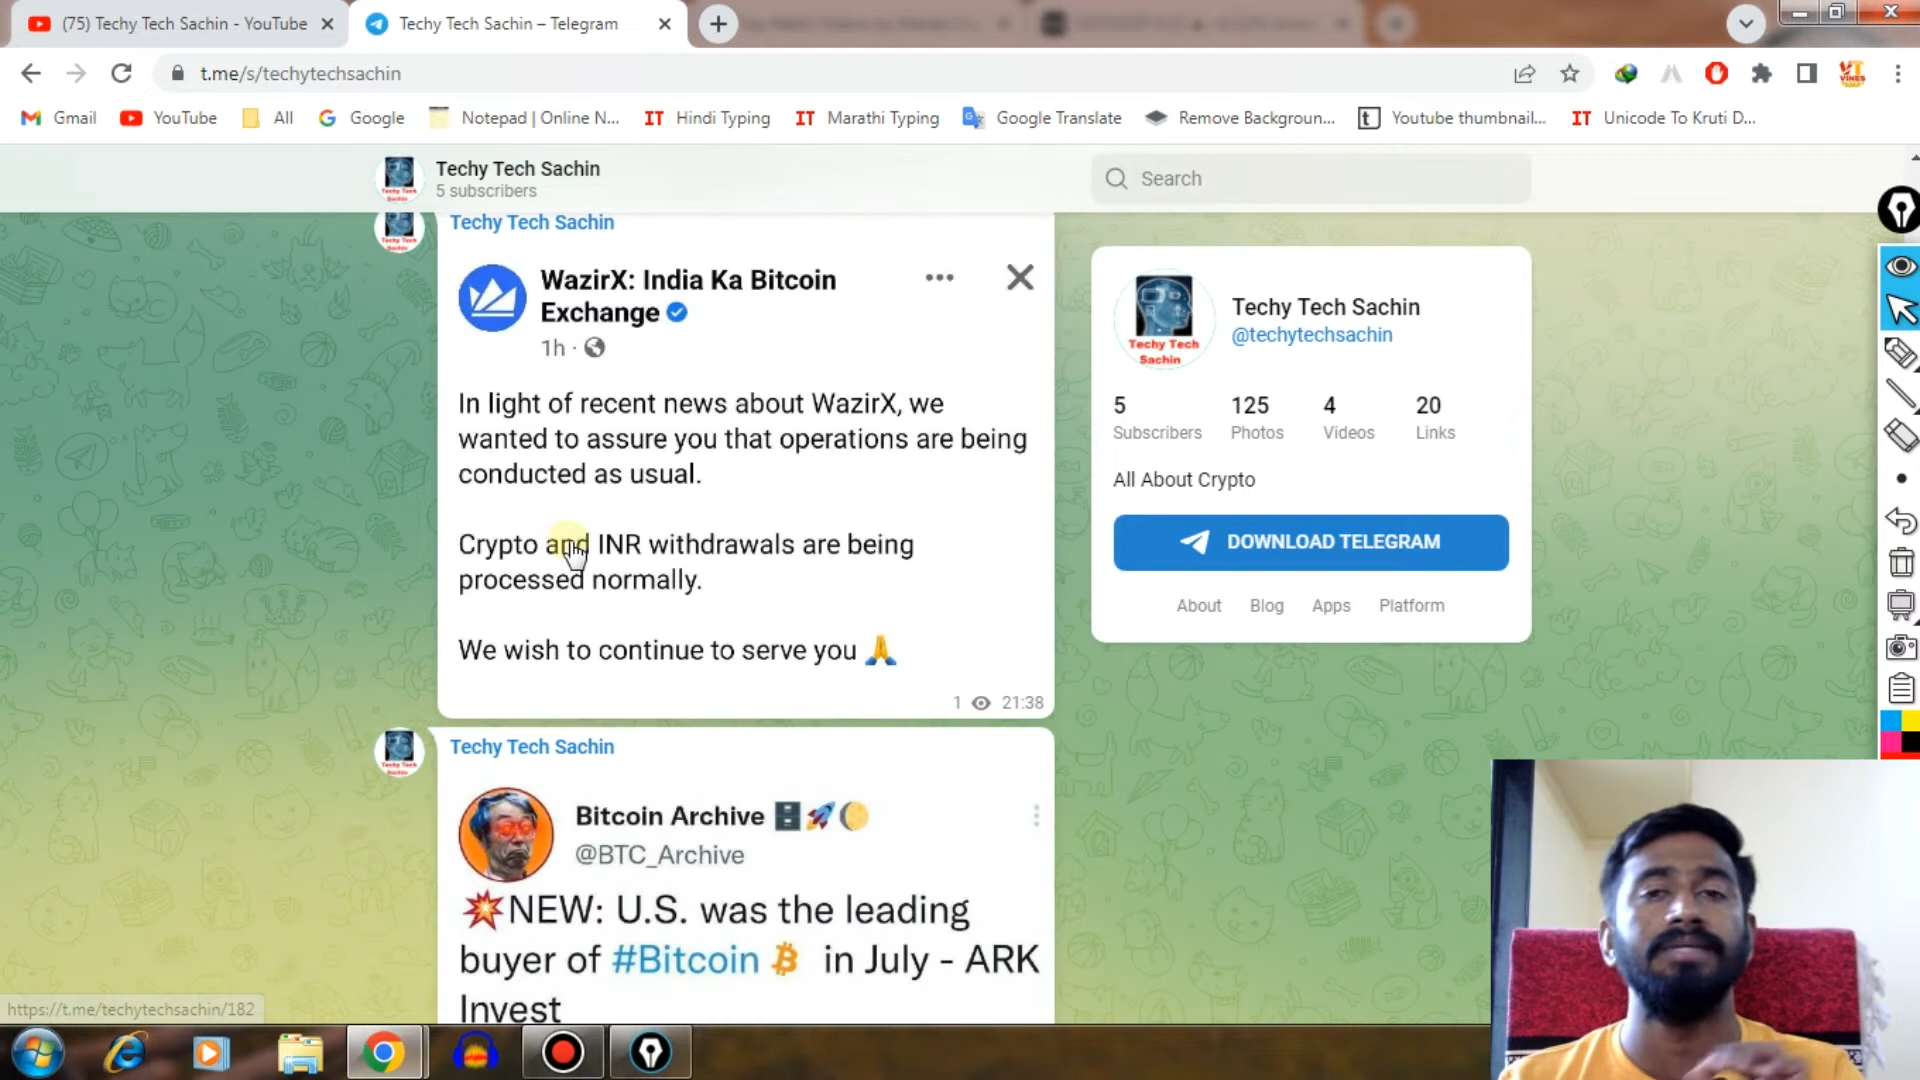 (75) Techy Tech Sachin - YouTube
Techy Tech Sachin – Telegram
t.me/s/techytechsachin
Gmail
YouTube
All
Google
Notepad | Online N...
IT Hindi Typing
IT Marathi Typing
Google Translate
Remove Backgroun...
t Youtube thumbnail...
IT Unicode To Kruti D...
Techy Tech Sachin
5 subscribers
Search
Techy Tech Sachin
WazirX: India Ka Bitcoin
Exchange
1h ·
In light of recent news about WazirX, we
wanted to assure you that operations are being
conducted as usual.
Crypto and INR withdrawals are being
processed normally.
We wish to continue to serve you 🙏
1 21:38
Techy Tech Sachin
@techytechsachin
Techy Tech
Sachin
5 125 4 20
Subscribers Photos Videos Links
All About Crypto
DOWNLOAD TELEGRAM
About Blog Apps Platform
Techy Tech Sachin
Bitcoin Archive 🗄️🚀🌔
@BTC_Archive
💥NEW: U.S. was the leading
buyer of #Bitcoin ₿ in July - ARK
Invest
https://t.me/techytechsachin/182